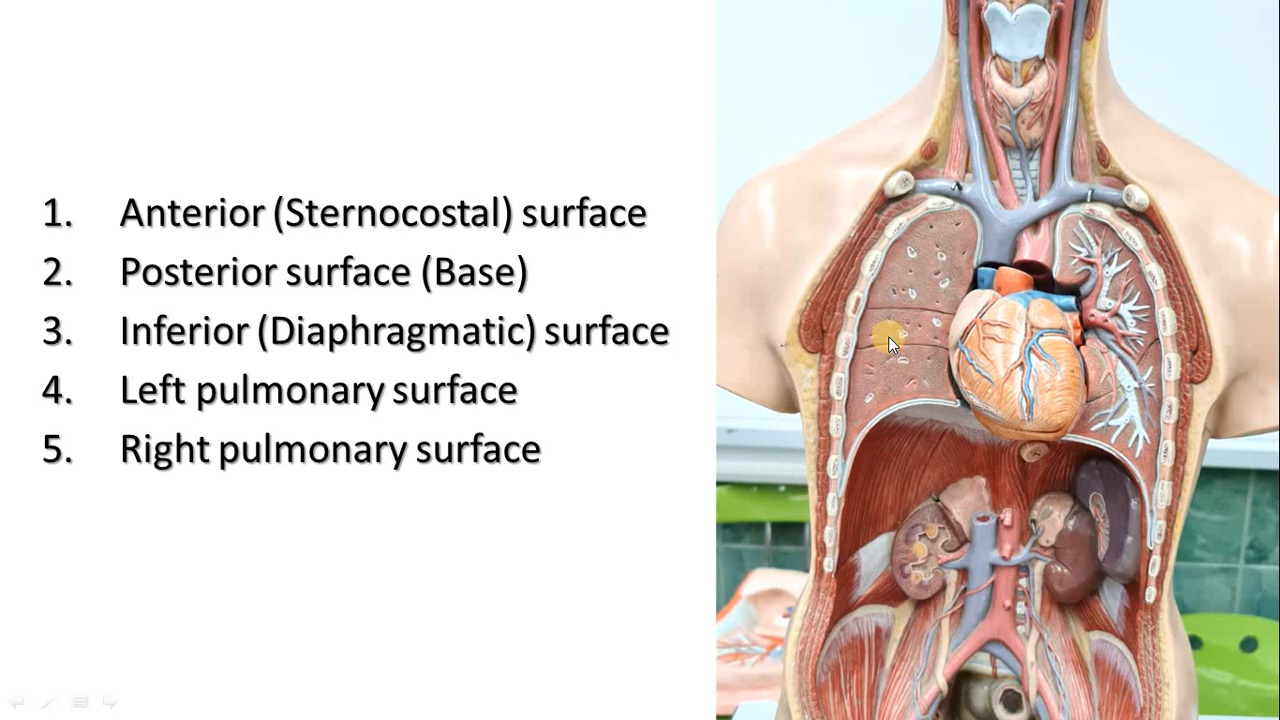 1. Anterior (Sternocostal) surface
2. Posterior surface (Base)
3. Inferior (Diaphragmatic) surface
4. Left pulmonary surface
5. Right pulmonary surface